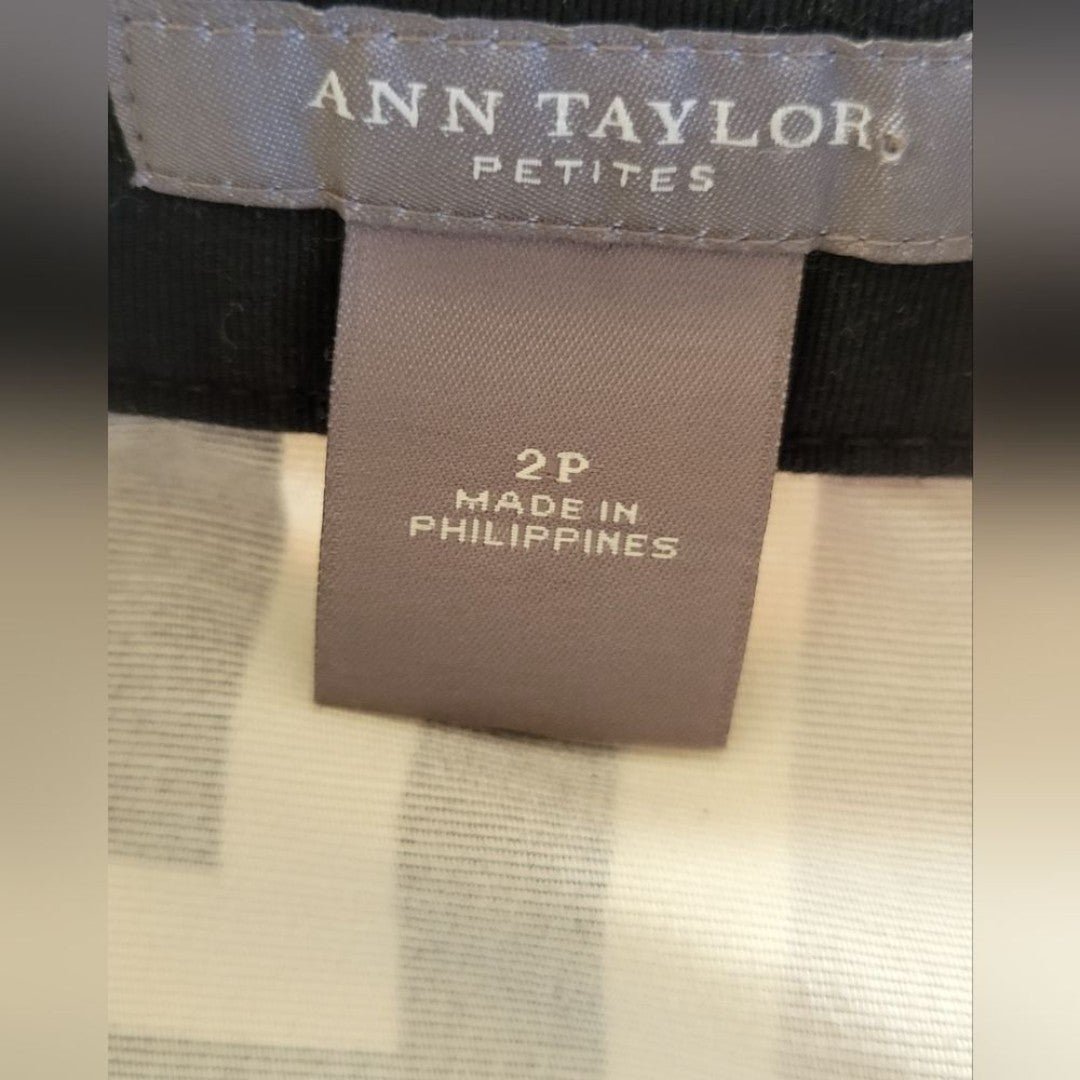 ANN TAYLOR
PETITES
2P
MADE IN
PHILIPPINES